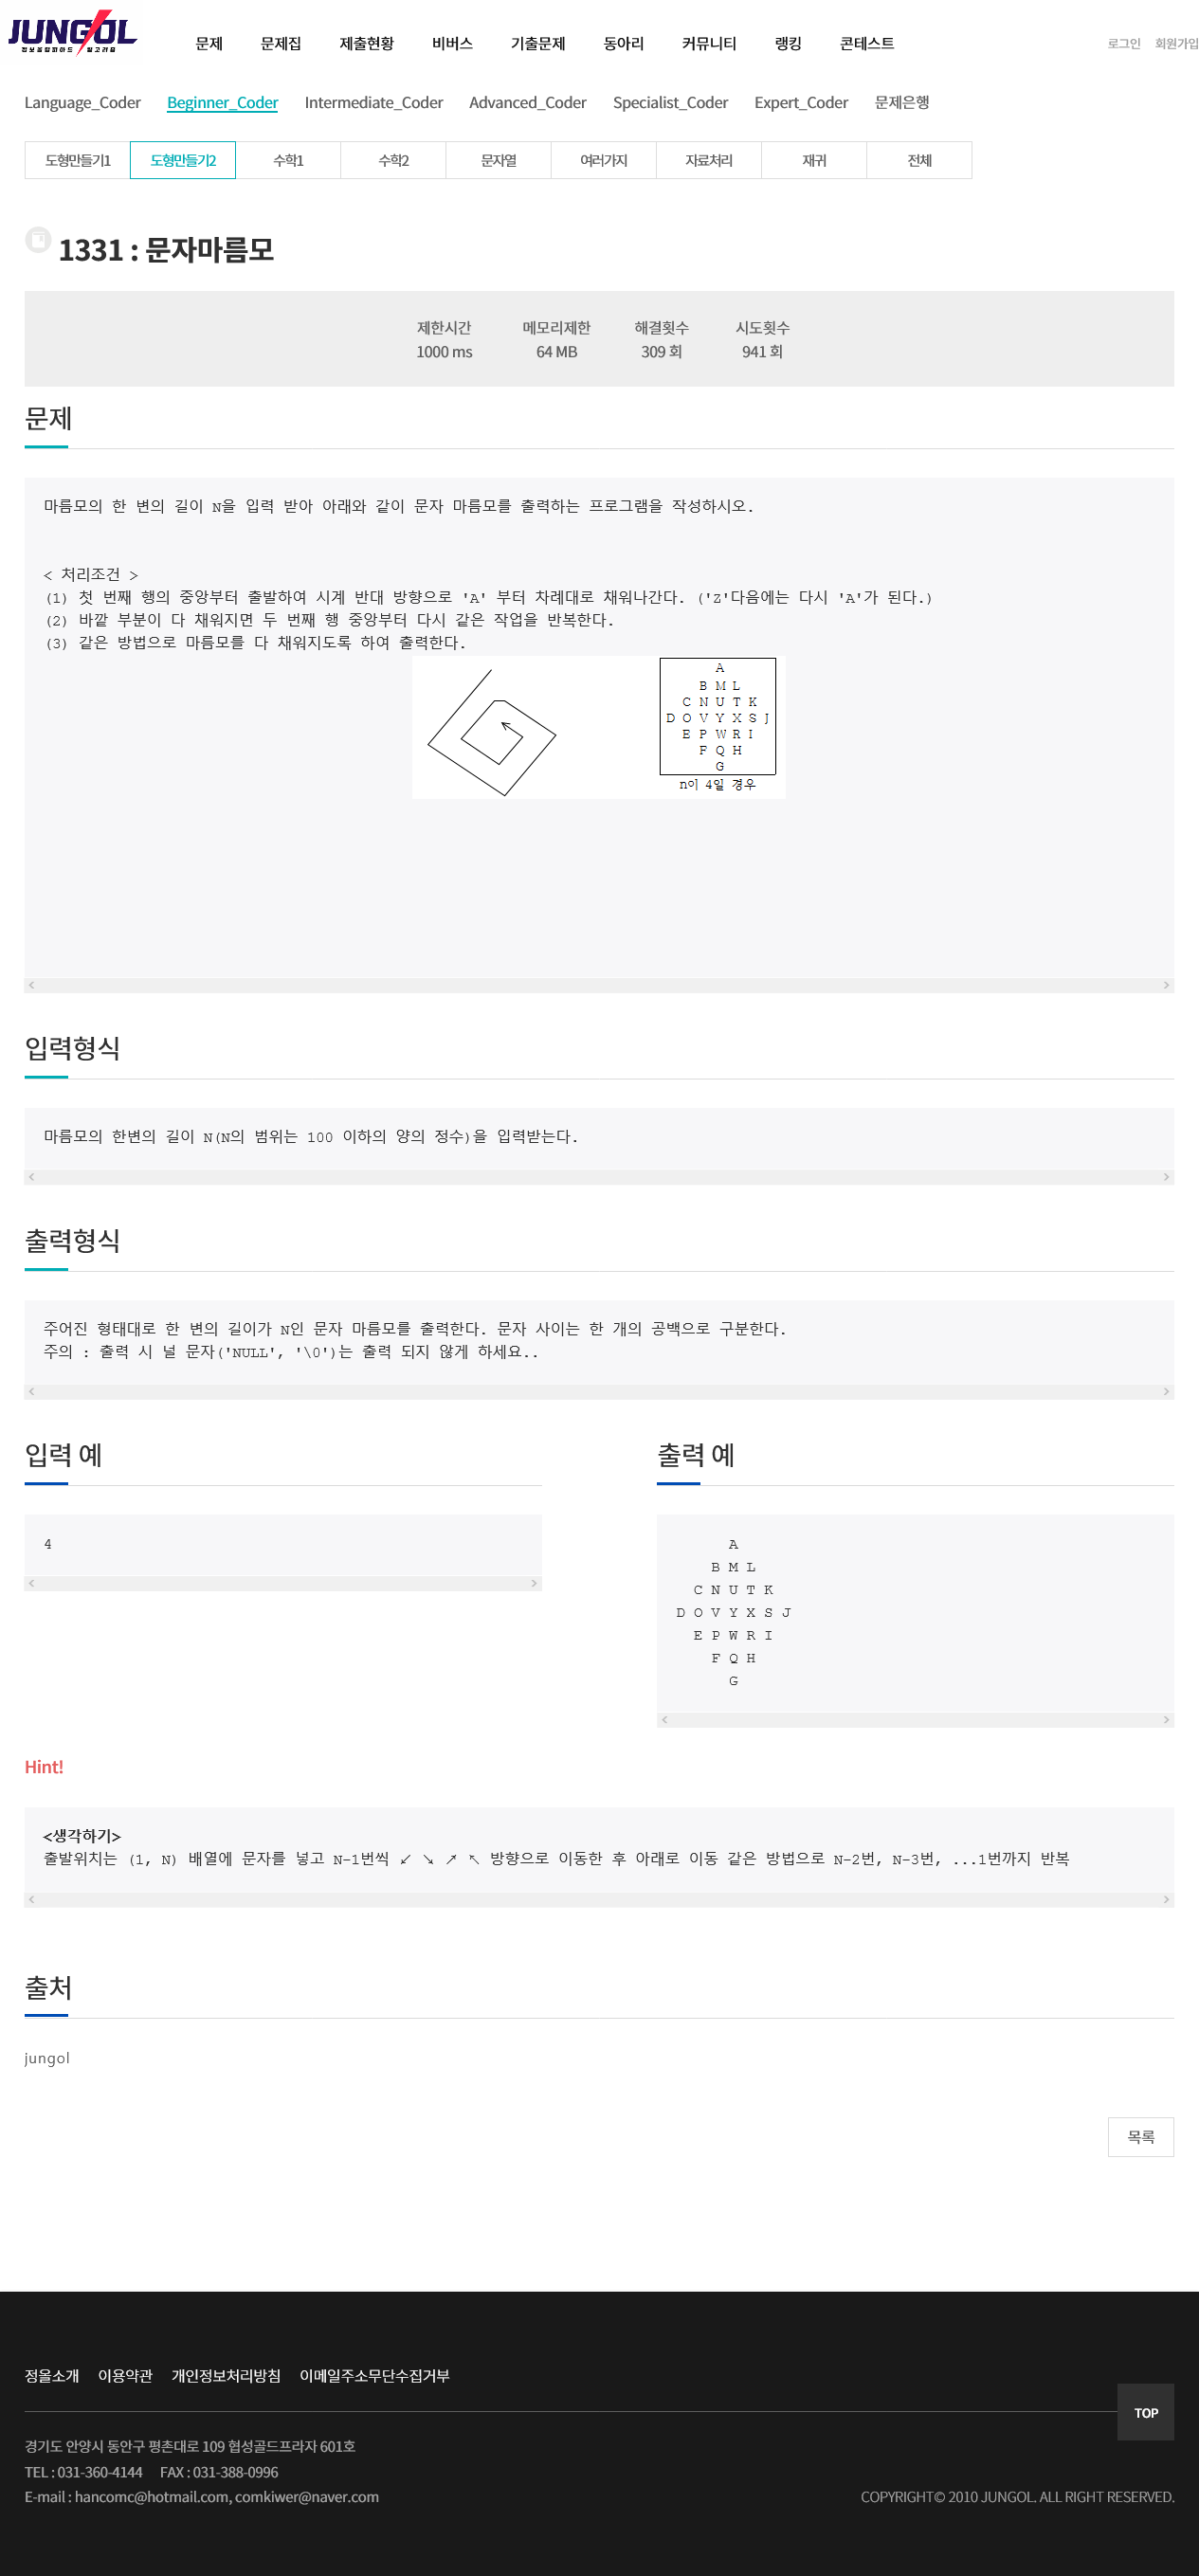 JUNGOL
정보올림피아드 알고리즘
문제 문제집 제출현황 비버스 기출문제 동아리 커뮤니티 랭킹 콘테스트 로그인 회원가입
Language_Coder Beginner_Coder Intermediate_Coder Advanced_Coder Specialist_Coder Expert_Coder 문제은행
도형만들기1 도형만들기2 수학1 수학2 문자열 여러가지 자료처리 재귀 전체
1331 : 문자마름모
제한시간 메모리제한 해결횟수 시도횟수
1000 ms 64 MB 309 회 941 회
문제
마름모의 한 변의 길이 N을 입력 받아 아래와 같이 문자 마름모를 출력하는 프로그램을 작성하시오.
< 처리조건 >
(1) 첫 번째 행의 중앙부터 출발하여 시계 반대 방향으로 'A' 부터 차례대로 채워나간다. ('Z'다음에는 다시 'A'가 된다.)
(2) 바깥 부분이 다 채워지면 두 번째 행 중앙부터 다시 같은 작업을 반복한다.
(3) 같은 방법으로 마름모를 다 채워지도록 하여 출력한다.
A
B M L
C N U T K
D O V Y X S J
E P W R I
F Q H
G
n이 4일 경우
입력형식
마름모의 한변의 길이 N(N의 범위는 100 이하의 양의 정수)을 입력받는다.
출력형식
주어진 형태대로 한 변의 길이가 N인 문자 마름모를 출력한다. 문자 사이는 한 개의 공백으로 구분한다.
주의 : 출력 시 널 문자('NULL', '\0')는 출력 되지 않게 하세요..
입력 예
4
출력 예
A
B M L
C N U T K
D O V Y X S J
E P W R I
F Q H
G
Hint!
<생각하기>
출발위치는 (1, N) 배열에 문자를 넣고 N-1번씩 ↙ ↘ ↗ ↖ 방향으로 이동한 후 아래로 이동 같은 방법으로 N-2번, N-3번, ...1번까지 반복
출처
jungol
목록
정올소개 이용약관 개인정보처리방침 이메일주소무단수집거부
TOP
경기도 안양시 동안구 평촌대로 109 협성골드프라자 601호
TEL : 031-360-4144 FAX : 031-388-0996
E-mail : hancomc@hotmail.com, comkiwer@naver.com COPYRIGHT© 2010 JUNGOL. ALL RIGHT RESERVED.